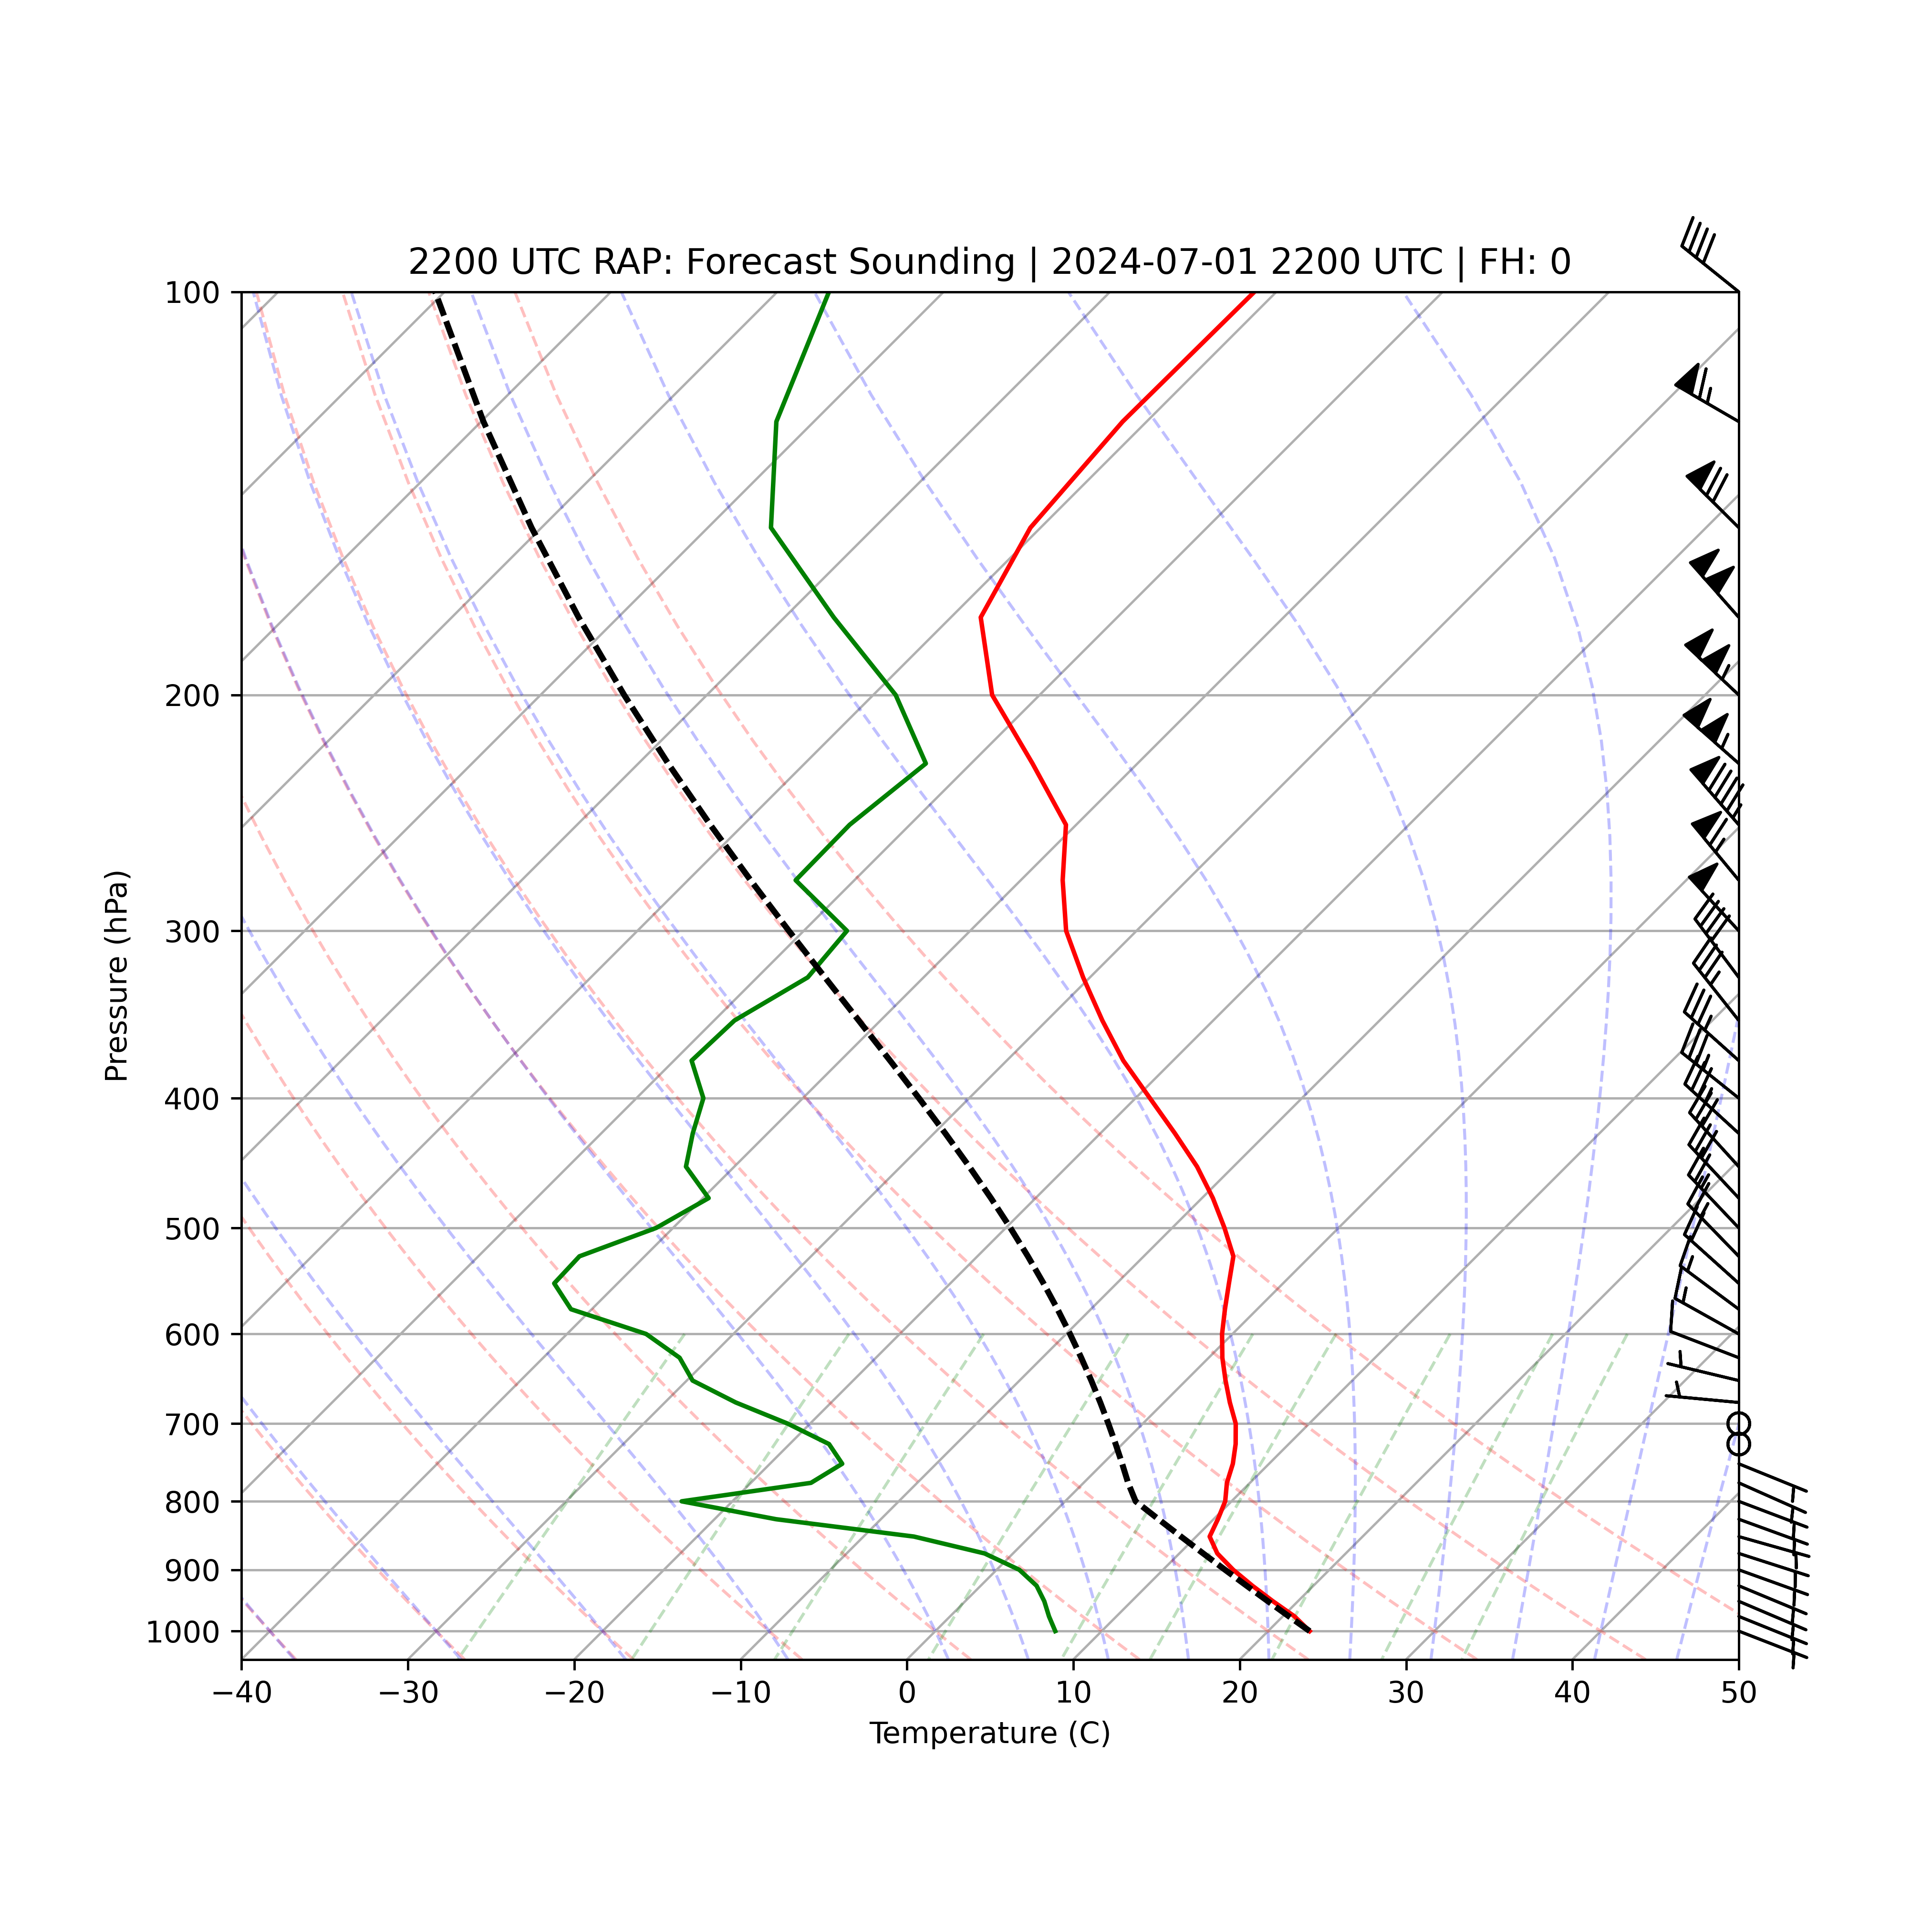 2200 UTC RAP: Forecast Sounding | 2024-07-01 2200 UTC | FH: 0
100
200
300
400
500
600
700
800
900
1000
Pressure (hPa)
−40 −30 −20 −10 0 10 20 30 40 50
Temperature (C)